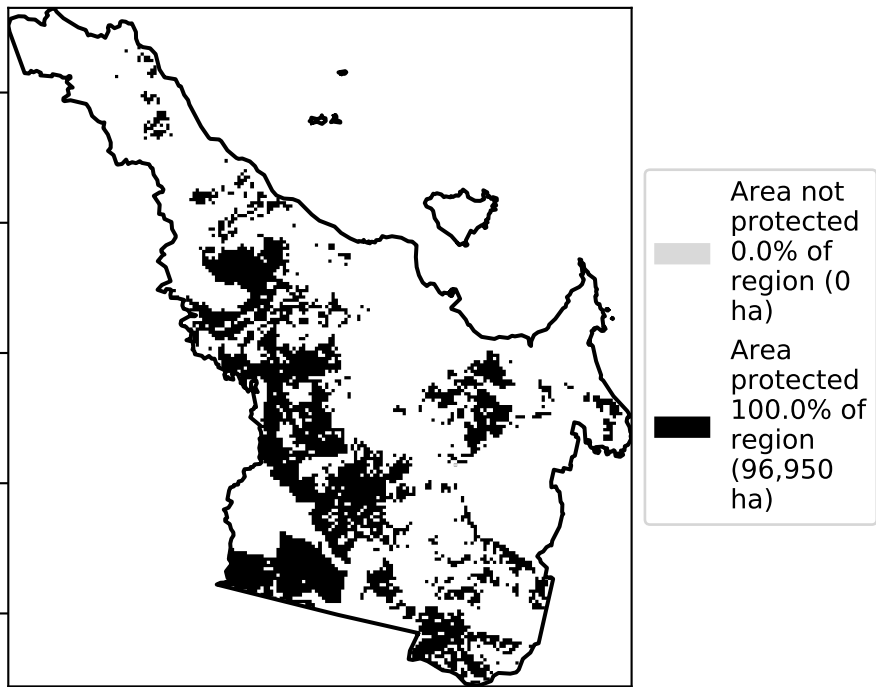 Area not
protected
0.0% of
region (0
ha)
Area
protected
100.0% of
region
(96,950
ha)